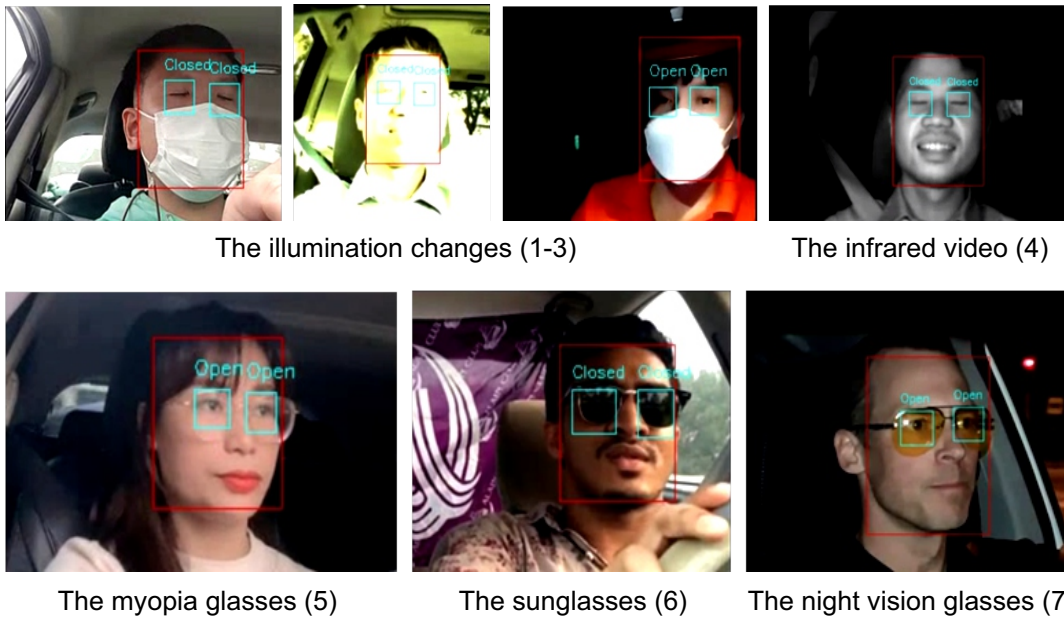 Closed Closed
Closed Closed
Open Open
Closed Closed
The illumination changes (1-3)
The infrared video (4)
Open Open
Closed Closed
Open Open
The myopia glasses (5)
The sunglasses (6)
The night vision glasses (7